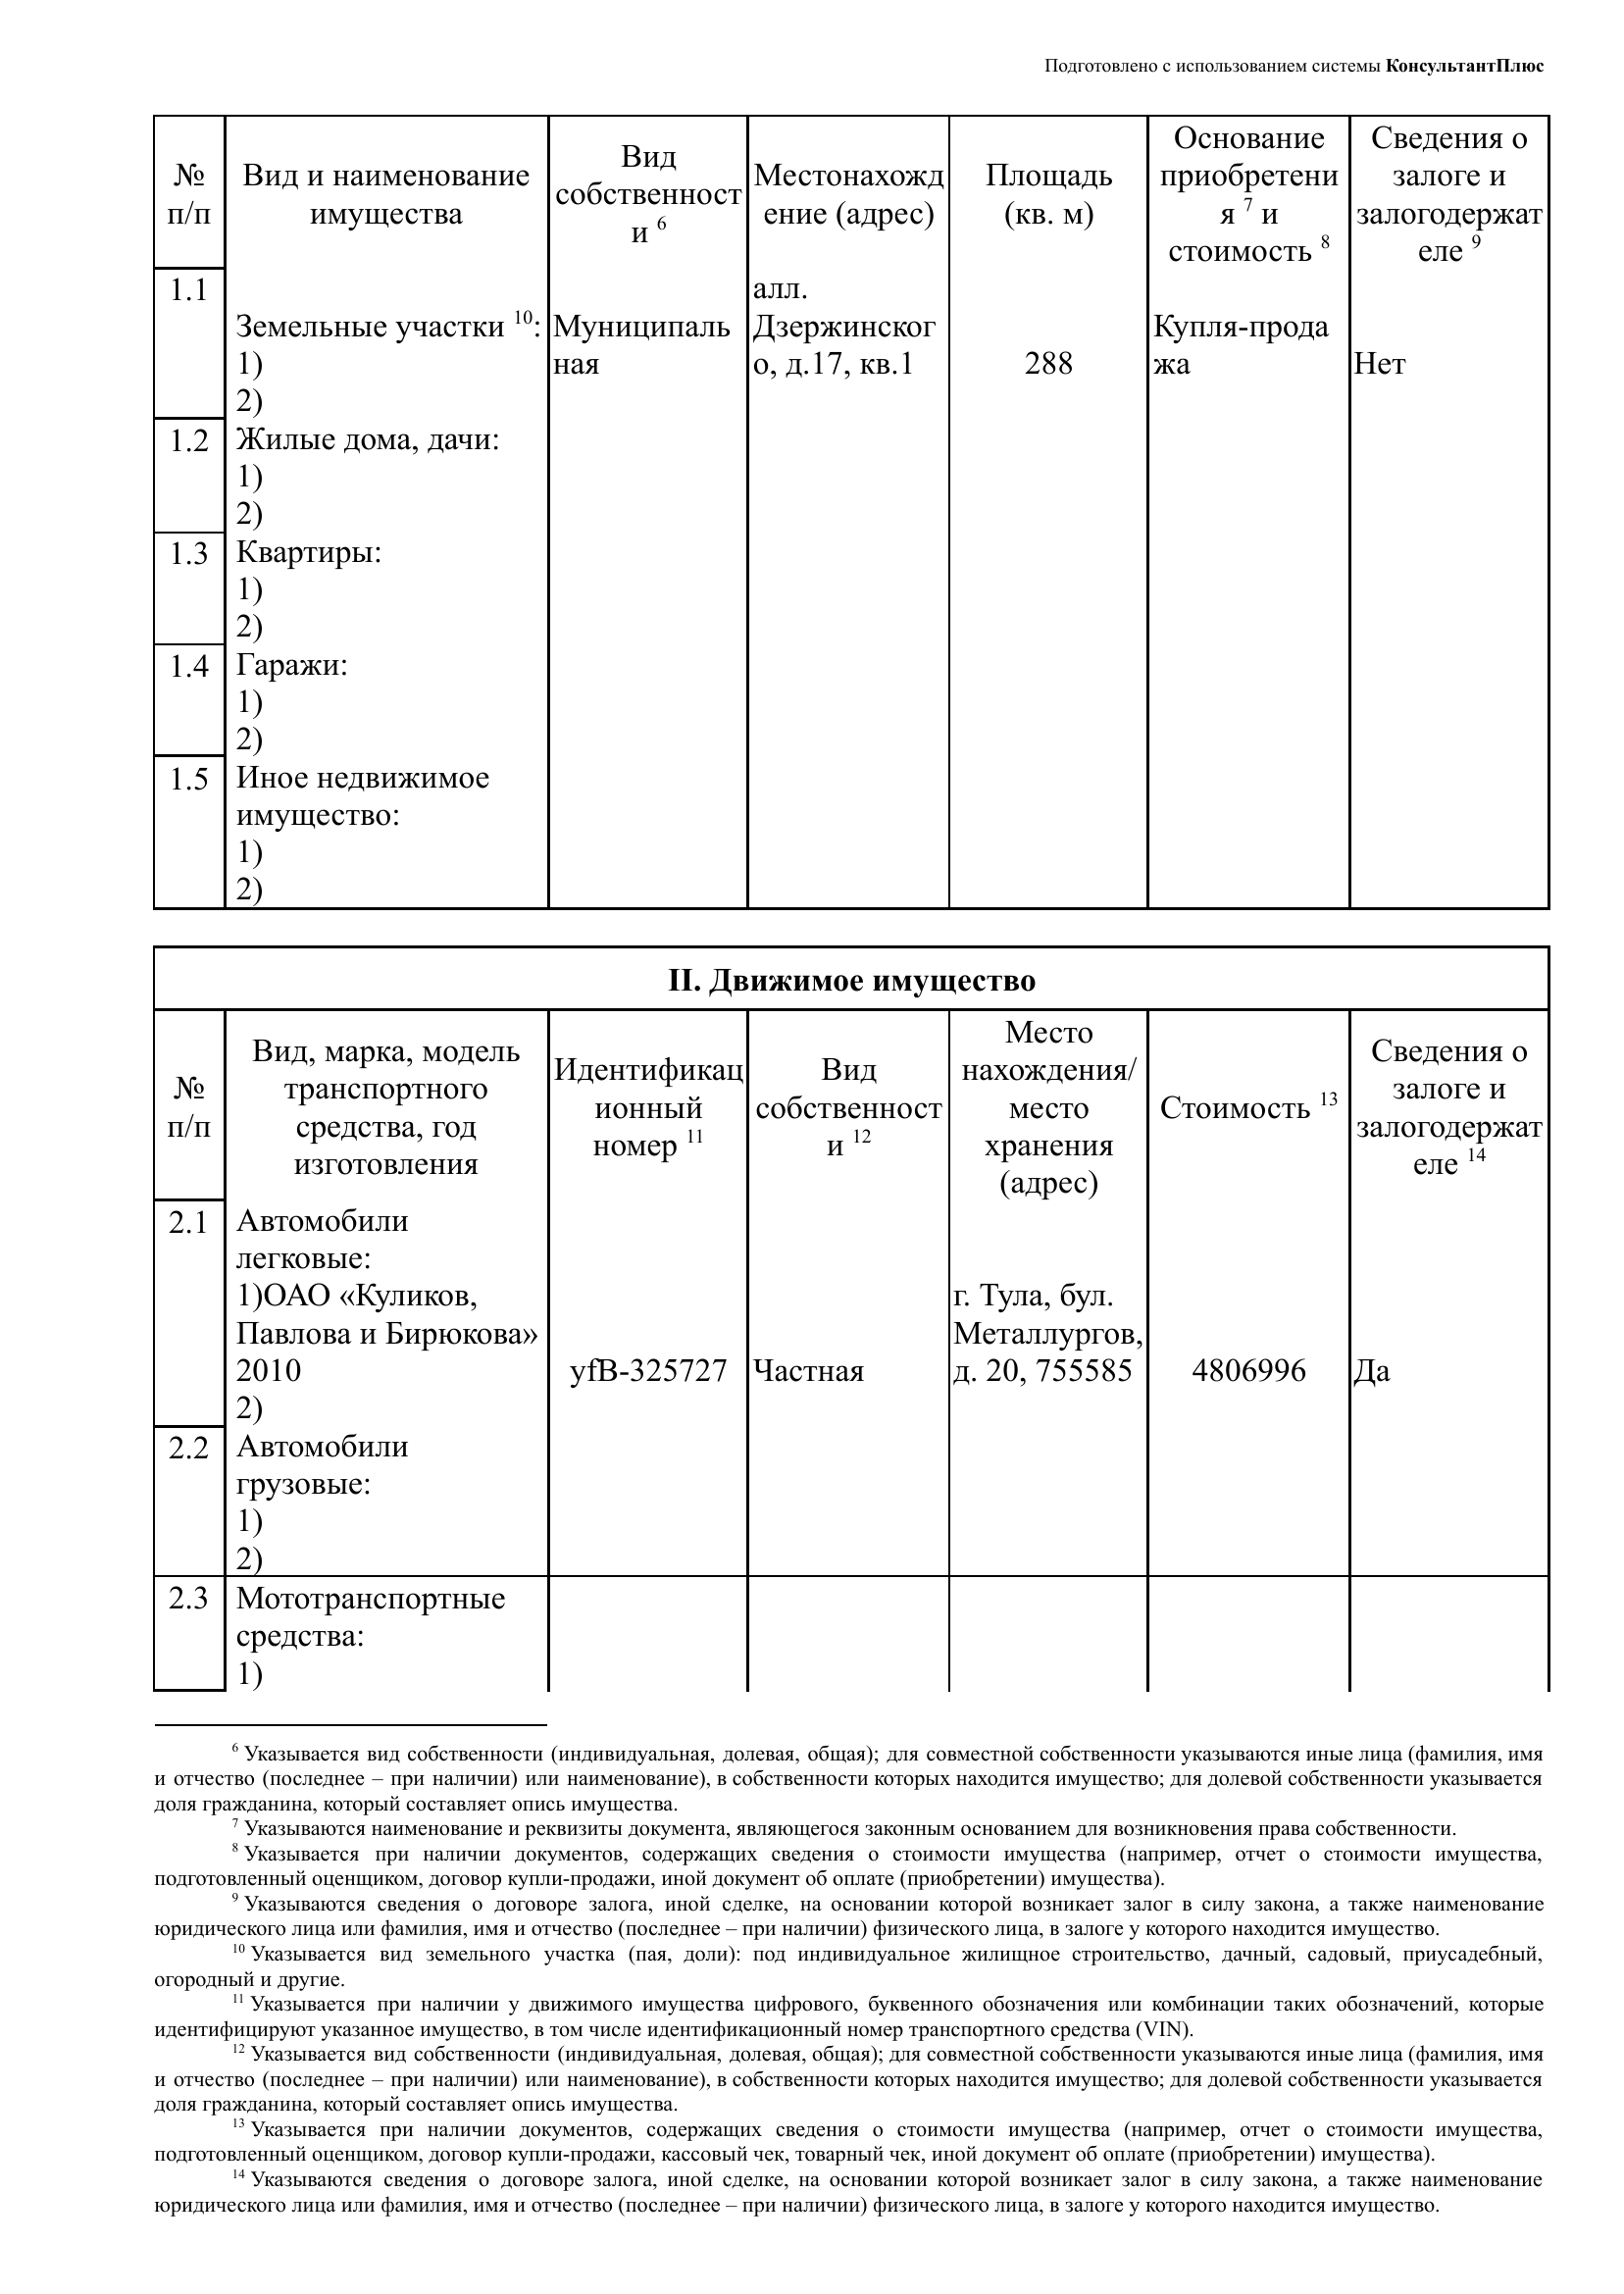 Подготовлено с использованием системы КонсультантПлюс
№
п/п
Вид и наименование
имущества
Вид
собственност
и 6
Местонахожд
ение (адрес)
Площадь
(кв. м)
Основание
приобретени
я 7 и
стоимость 8
Сведения о
залоге и
залогодержат
еле 9
1.1
Земельные участки 10:
1)
2)
Муниципаль
ная
алл.
Дзержинског
о, д.17, кв.1
288
Купля-прода
жа
Нет
1.2
Жилые дома, дачи:
1)
2)
1.3
Квартиры:
1)
2)
1.4
Гаражи:
1)
2)
1.5
Иное недвижимое
имущество:
1)
2)
II. Движимое имущество
№
п/п
Вид, марка, модель
транспортного
средства, год
изготовления
Идентификац
ионный
номер 11
Вид
собственност
и 12
Место
нахождения/
место
хранения
(адрес)
Стоимость 13
Сведения о
залоге и
залогодержат
еле 14
2.1
Автомобили
легковые:
1)ОАО «Куликов,
Павлова и Бирюкова»
2010
2)
yfB-325727
Частная
г. Тула, бул.
Металлургов,
д. 20, 755585
4806996
Да
2.2
Автомобили
грузовые:
1)
2)
2.3
Мототранспортные
средства:
1)
6 Указывается вид собственности (индивидуальная, долевая, общая); для совместной собственности указываются иные лица (фамилия, имя
и отчество (последнее – при наличии) или наименование), в собственности которых находится имущество; для долевой собственности указывается
доля гражданина, который составляет опись имущества.
7 Указываются наименование и реквизиты документа, являющегося законным основанием для возникновения права собственности.
8 Указывается при наличии документов, содержащих сведения о стоимости имущества (например, отчет о стоимости имущества,
подготовленный оценщиком, договор купли-продажи, иной документ об оплате (приобретении) имущества).
9 Указываются сведения о договоре залога, иной сделке, на основании которой возникает залог в силу закона, а также наименование
юридического лица или фамилия, имя и отчество (последнее – при наличии) физического лица, в залоге у которого находится имущество.
10 Указывается вид земельного участка (пая, доли): под индивидуальное жилищное строительство, дачный, садовый, приусадебный,
огородный и другие.
11 Указывается при наличии у движимого имущества цифрового, буквенного обозначения или комбинации таких обозначений, которые
идентифицируют указанное имущество, в том числе идентификационный номер транспортного средства (VIN).
12 Указывается вид собственности (индивидуальная, долевая, общая); для совместной собственности указываются иные лица (фамилия, имя
и отчество (последнее – при наличии) или наименование), в собственности которых находится имущество; для долевой собственности указывается
доля гражданина, который составляет опись имущества.
13 Указывается при наличии документов, содержащих сведения о стоимости имущества (например, отчет о стоимости имущества,
подготовленный оценщиком, договор купли-продажи, кассовый чек, товарный чек, иной документ об оплате (приобретении) имущества).
14 Указываются сведения о договоре залога, иной сделке, на основании которой возникает залог в силу закона, а также наименование
юридического лица или фамилия, имя и отчество (последнее – при наличии) физического лица, в залоге у которого находится имущество.